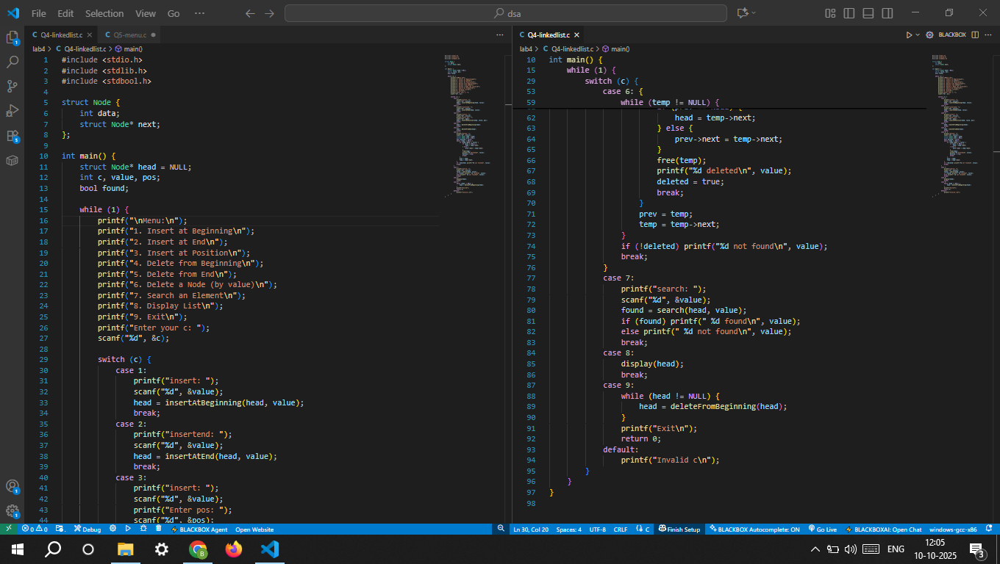 File Edit Selection View Go ··· dsa
Q4-linkedlist.c Q5-menu.c
lab4 > C Q4-linkedlist.c > main()
1 #include <stdio.h>
2 #include <stdlib.h>
3 #include <stdbool.h>
4
5 struct Node {
6 int data;
7 struct Node* next;
8 };
9
10 int main() {
11 struct Node* head = NULL;
12 int c, value, pos;
13 bool found;
14
15 while (1) {
16 printf("\nMenu:\n");
17 printf("1. Insert at Beginning\n");
18 printf("2. Insert at End\n");
19 printf("3. Insert at Position\n");
20 printf("4. Delete from Beginning\n");
21 printf("5. Delete from End\n");
22 printf("6. Delete a Node (by value)\n");
23 printf("7. Search an Element\n");
24 printf("8. Display List\n");
25 printf("9. Exit\n");
26 printf("Enter your c: ");
27 scanf("%d", &c);
28
29 switch (c) {
30 case 1:
31 printf("insert: ");
32 scanf("%d", &value);
33 head = insertAtBeginning(head, value);
34 break;
35 case 2:
36 printf("insertend: ");
37 scanf("%d", &value);
38 head = insertAtEnd(head, value);
39 break;
40 case 3:
41 printf("insert: ");
42 scanf("%d", &value);
43 printf("Enter pos: ");
44 scanf("%d", &pos);
C Q4-linkedlist.c BLACKBOX
lab4 > C Q4-linkedlist.c > main()
10 int main() {
15 while (1) {
29 switch (c) {
53 case 6: {
59 while (temp != NULL) {
62 head = temp->next;
63 } else {
64 prev->next = temp->next;
65 }
66 free(temp);
67 printf("%d deleted\n", value);
68 deleted = true;
69 break;
70 }
71 prev = temp;
72 temp = temp->next;
73 }
74 if (!deleted) printf("%d not found\n", value);
75 break;
76 }
77 case 7:
78 printf("search: ");
79 scanf("%d", &value);
80 found = search(head, value);
81 if (found) printf(" %d found\n", value);
82 else printf(" %d not found\n", value);
83 break;
84 case 8:
85 display(head);
86 break;
87 case 9:
88 while (head != NULL) {
89 head = deleteFromBeginning(head);
90 }
91 printf("Exit\n");
92 return 0;
93 default:
94 printf("Invalid c\n");
95 }
96 }
97 }
98
0 0 Debug BLACKBOX Agent Open Website Ln 30, Col 20 Spaces: 4 UTF-8 CRLF C Finish Setup BLACKBOX Autocomplete: ON Go Live BLACKBOXAI: Open Chat windows-gcc-x86
ENG 12:05
10-10-2025 3